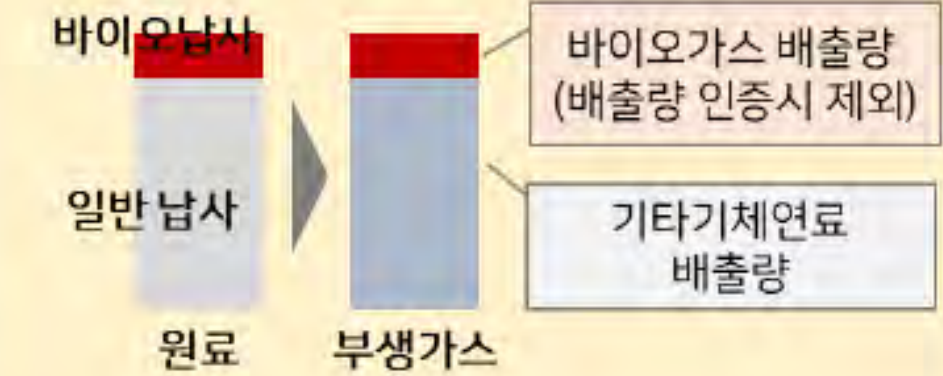 바이오납사
바이오가스 배출량
(배출량 인증시 제외)
일반 납사
기타기체연료
배출량
원료
부생가스